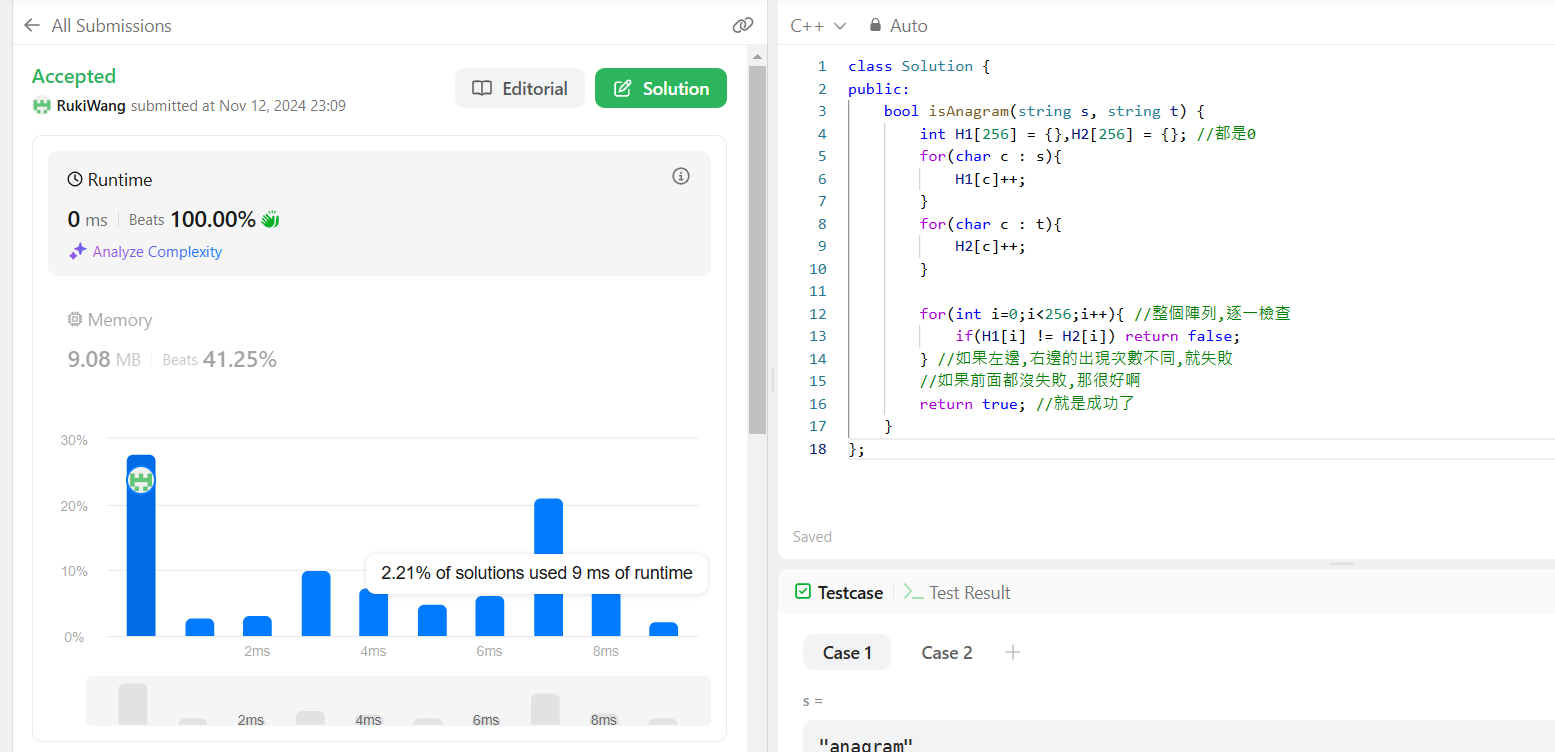 All Submissions
Accepted
RukiWang submitted at Nov 12, 2024 23:09
Editorial
Solution
Runtime
0 ms Beats 100.00%
Analyze Complexity
Memory
9.08 MB Beats 41.25%
30%
20%
10%
0%
2.21% of solutions used 9 ms of runtime
2ms 4ms 6ms 8ms
2ms 4ms 6ms 8ms
C++ Auto
1 class Solution {
2 public:
3 bool isAnagram(string s, string t) {
4 int H1[256] = {},H2[256] = {}; //都是0
5 for(char c : s){
6 H1[c]++;
7 }
8 for(char c : t){
9 H2[c]++;
10 }
11
12 for(int i=0;i<256;i++){ //整個陣列,逐一檢查
13 if(H1[i] != H2[i]) return false;
14 } //如果左邊,右邊的出現次數不同,就失敗
15 //如果前面都沒失敗,那很好啊
16 return true; //就是成功了
17 }
18 };
Saved
Testcase Test Result
Case 1 Case 2
s =
"anagram"